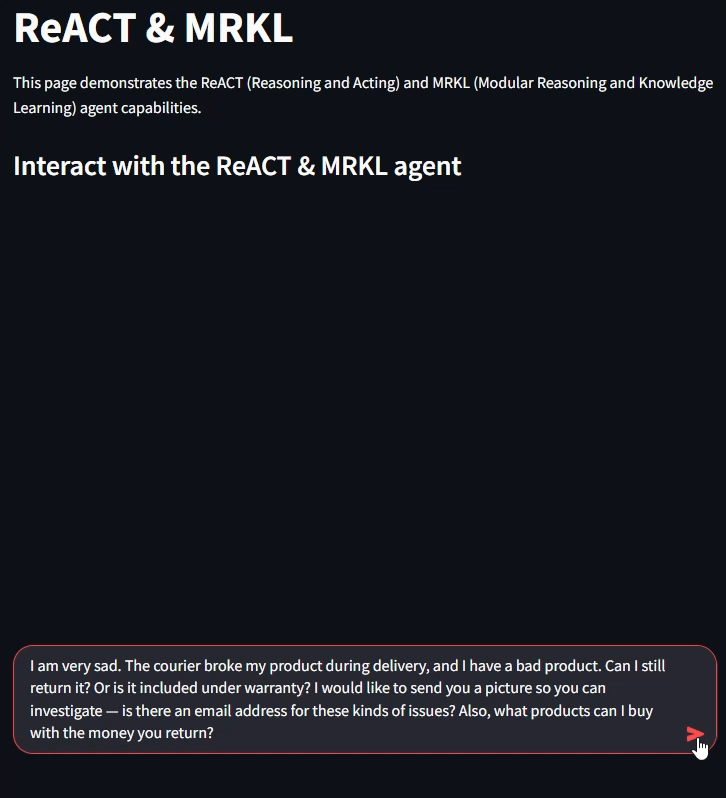 ReACT & MRKL
This page demonstrates the ReACT (Reasoning and Acting) and MRKL (Modular Reasoning and Knowledge
Learning) agent capabilities.
Interact with the ReACT & MRKL agent
I am very sad. The courier broke my product during delivery, and I have a bad product. Can I still
return it? Or is it included under warranty? I would like to send you a picture so you can
investigate — is there an email address for these kinds of issues? Also, what products can I buy
with the money you return?